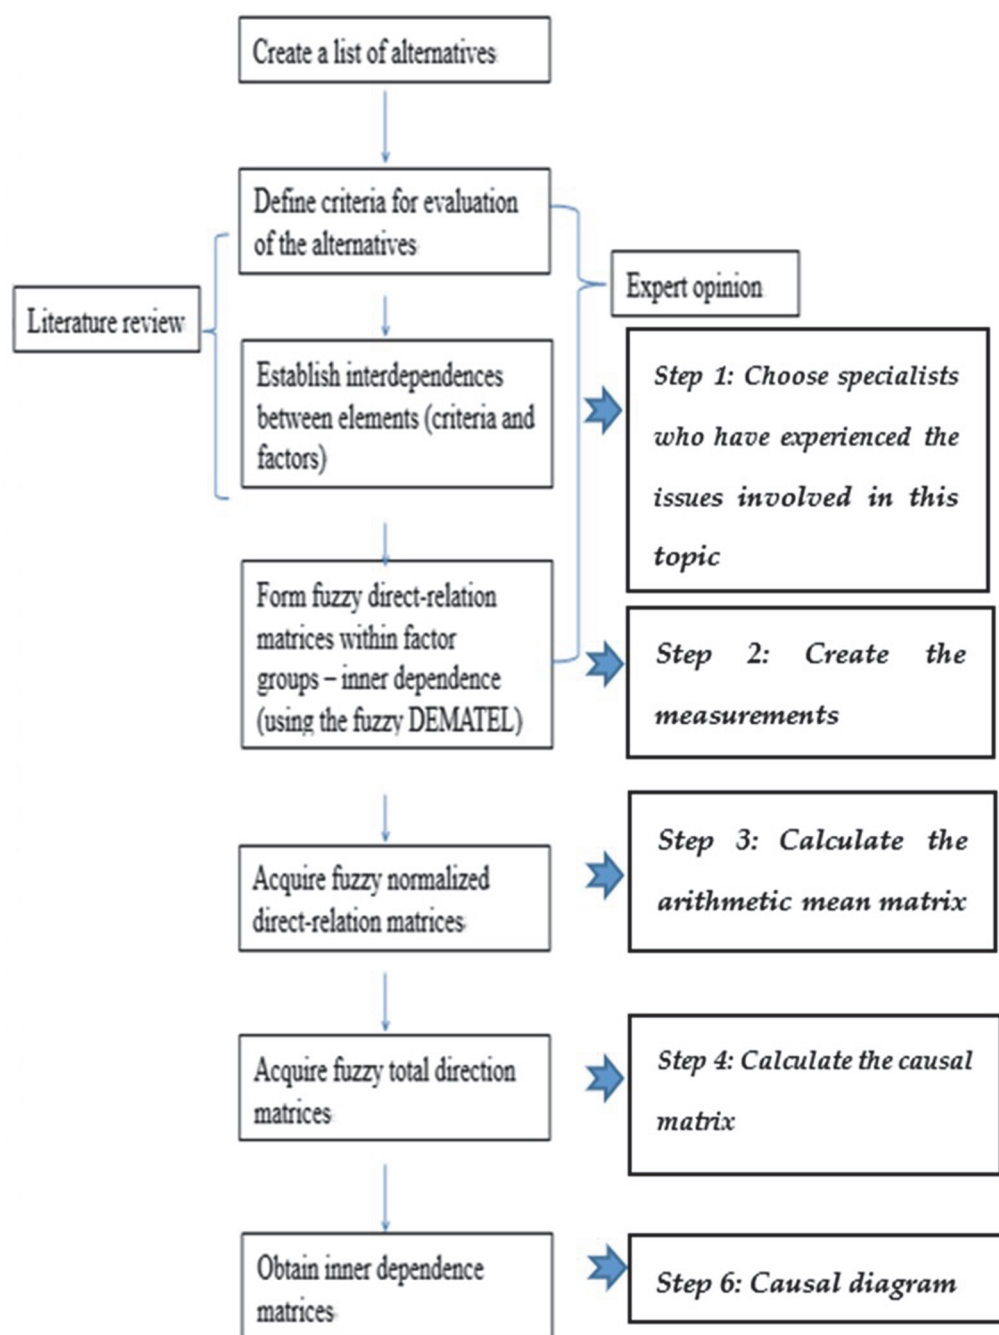 Create a list of alternatives
Define criteria for evaluation
of the alternatives
Literature review
Expert opinion
Establish interdependences
between elements (criteria and
factors)
Step 1: Choose specialists
who have experienced the
issues involved in this
topic
Form fuzzy direct-relation
matrices within factor
groups – inner dependence
(using the fuzzy DEMATEL)
Step 2: Create the
measurements
Acquire fuzzy normalized
direct-relation matrices
Step 3: Calculate the
arithmetic mean matrix
Acquire fuzzy total direction
matrices
Step 4: Calculate the causal
matrix
Obtain inner dependence
matrices
Step 6: Causal diagram